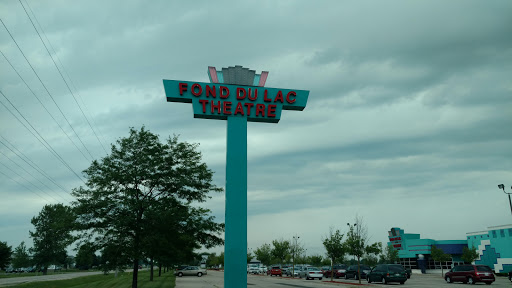 FOND DU LAC
THEATRE